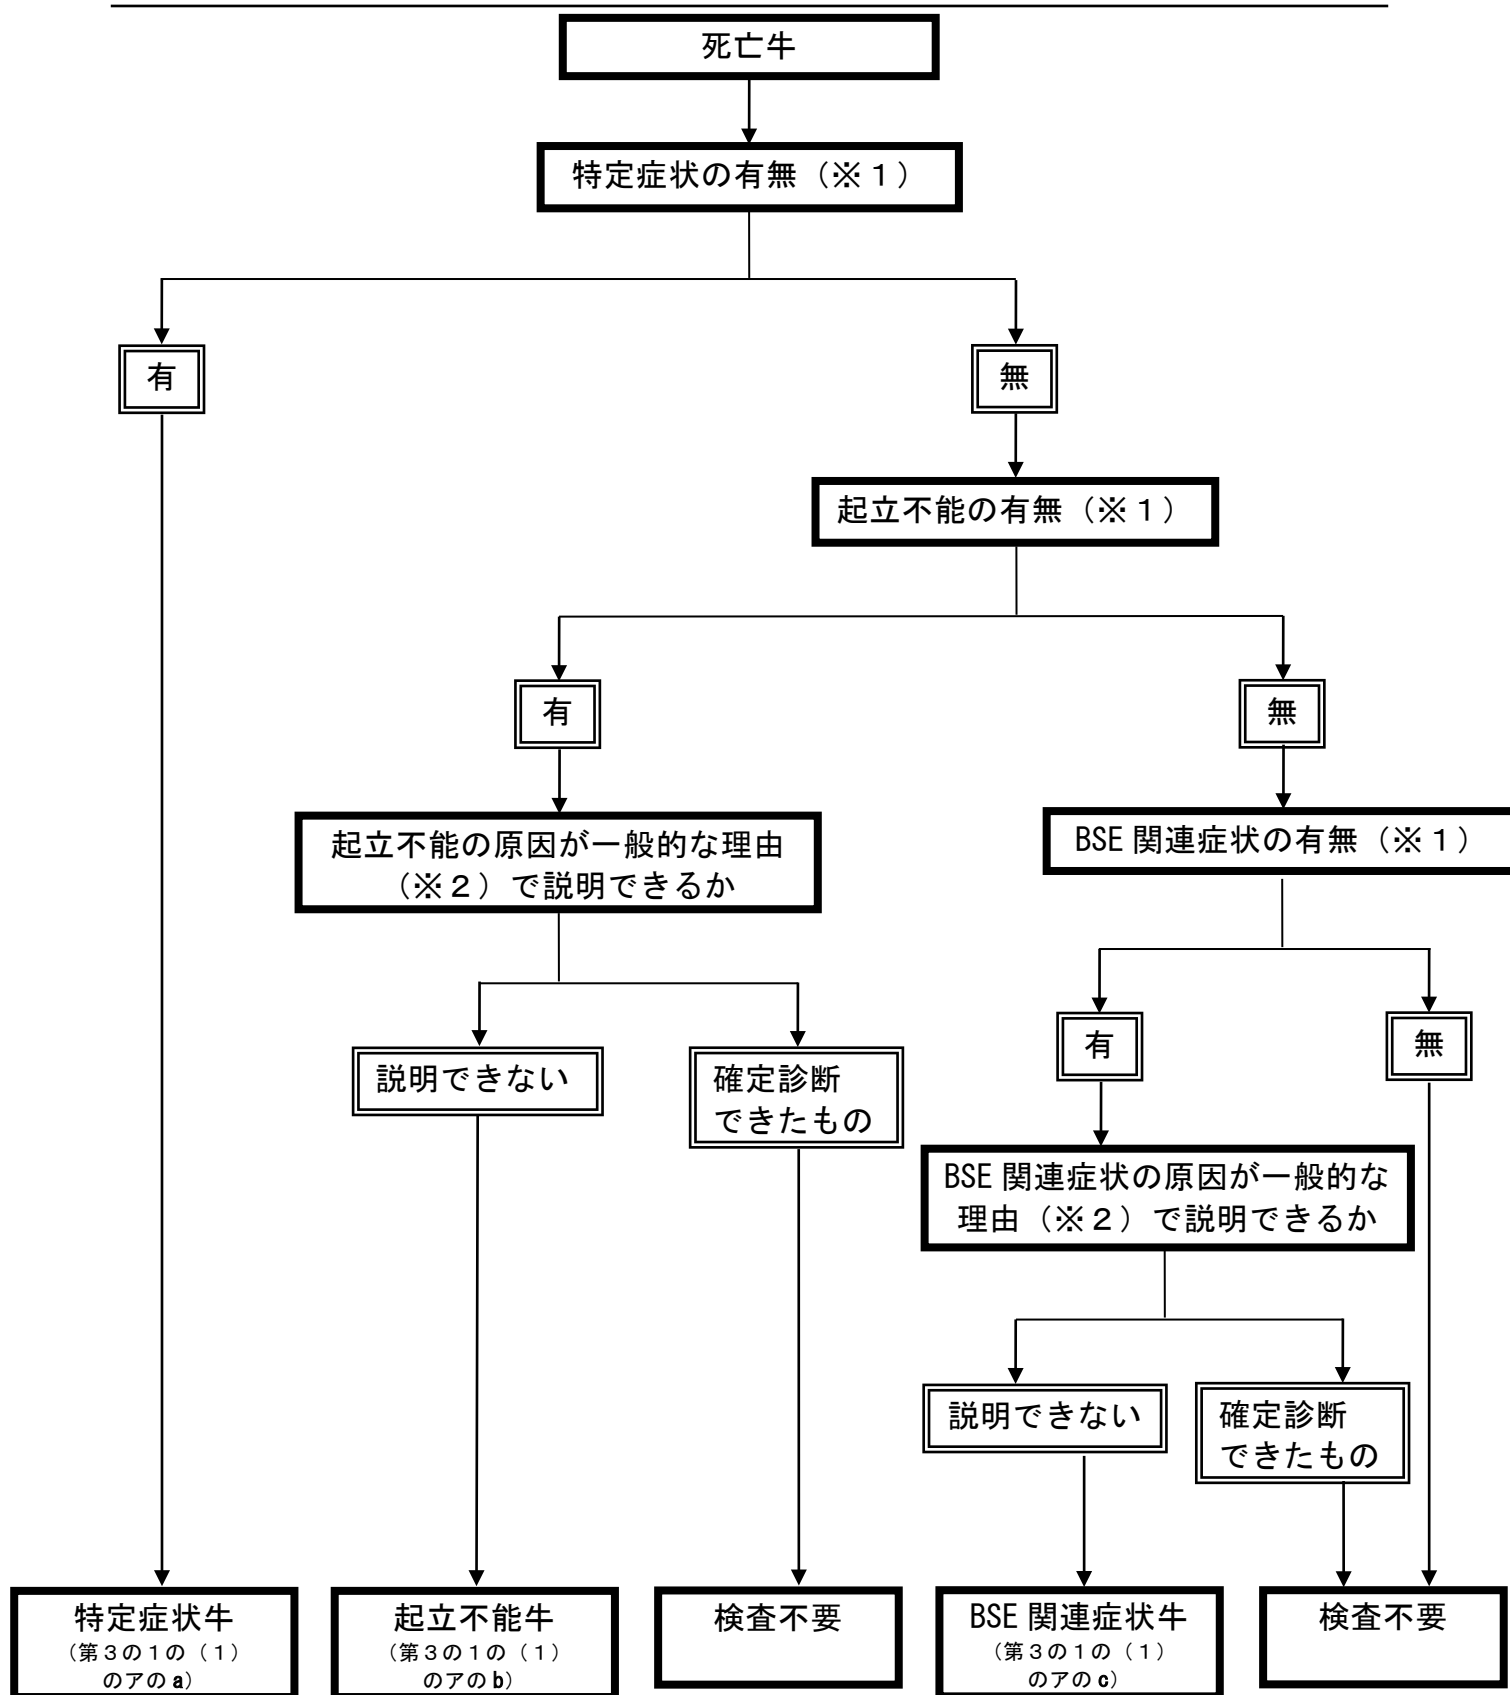 死亡牛
特定症状の有無（※１）
有
無
起立不能の有無（※１）
有
無
起立不能の原因が一般的な理由
（※２）で説明できるか
BSE 関連症状の有無（※１）
説明できない
確定診断
できたもの
有
無
BSE 関連症状の原因が一般的な
理由（※２）で説明できるか
説明できない
確定診断
できたもの
特定症状牛
（第３の１の（１）
のアの a）
起立不能牛
（第３の１の（１）
のアの b）
検査不要
BSE 関連症状牛
（第３の１の（１）
のアの c）
検査不要